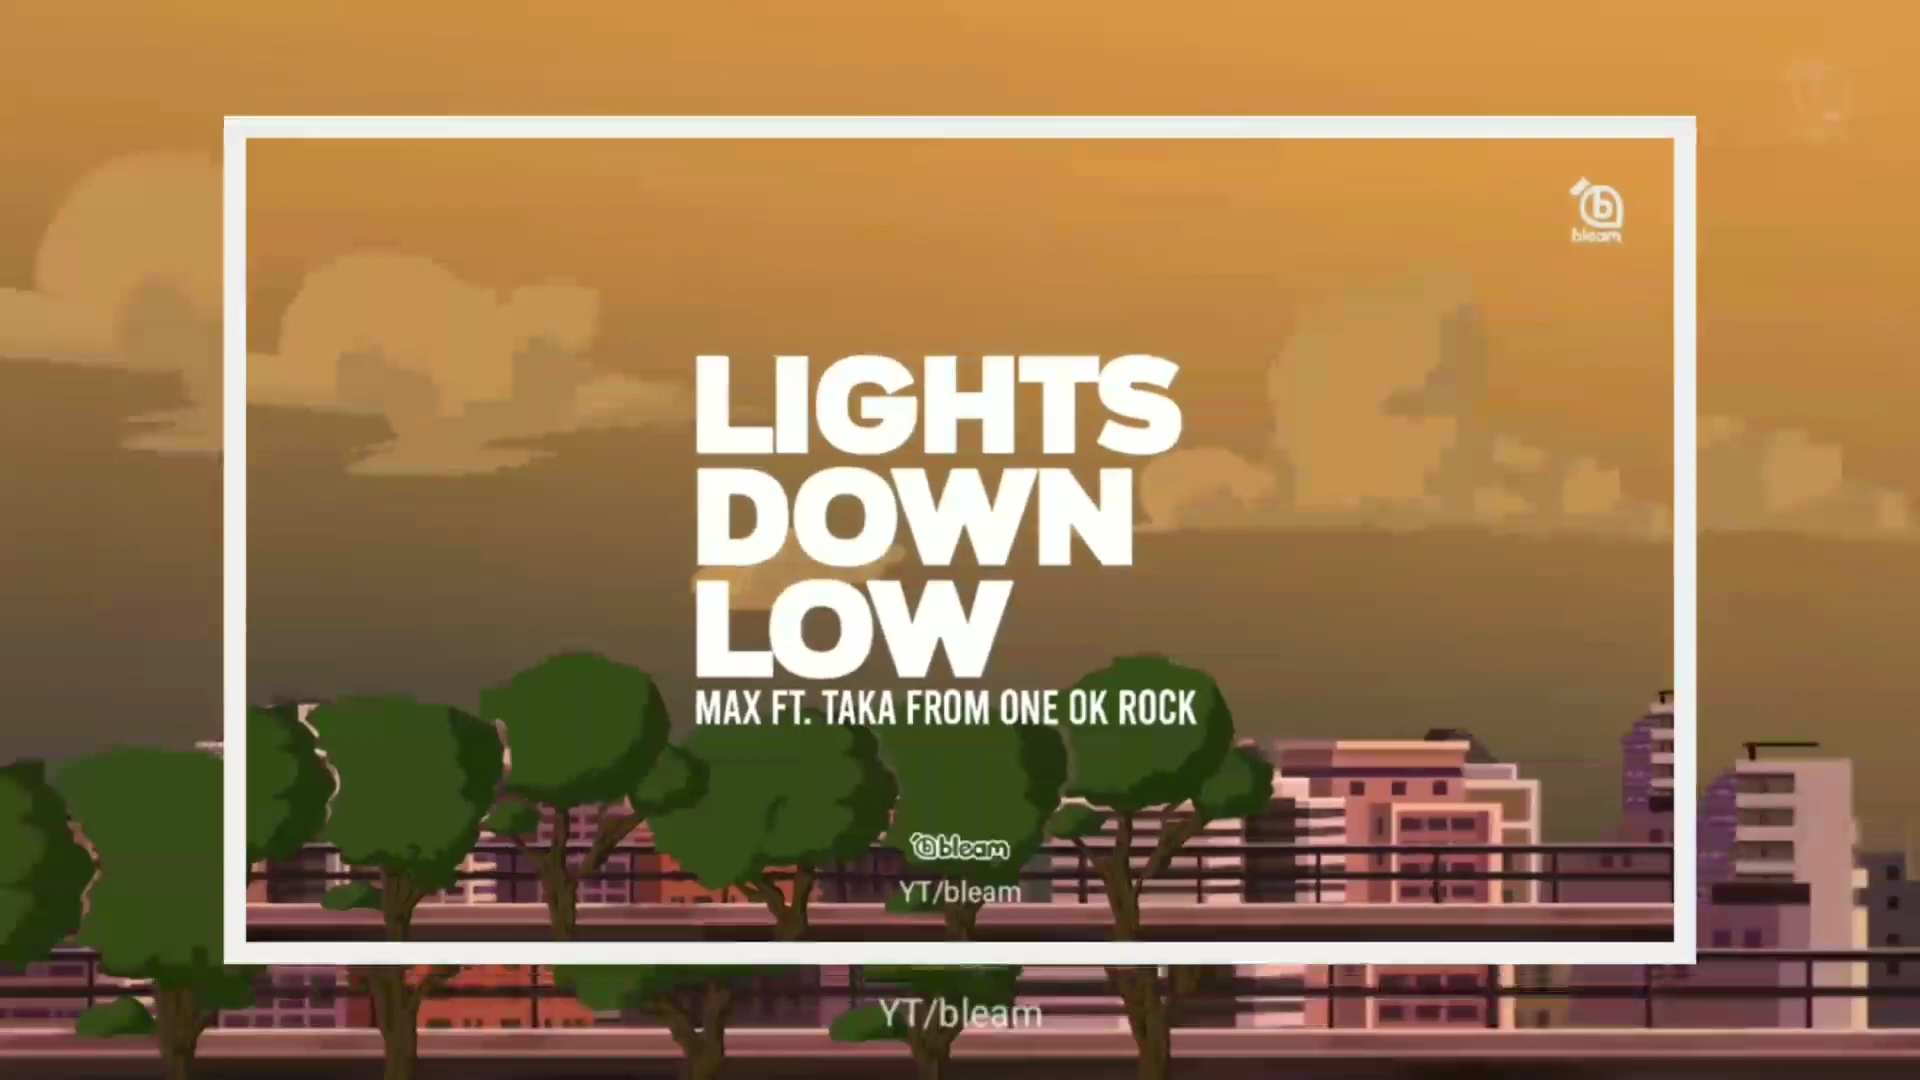 bleam
LIGHTS
DOWN
LOW
MAX FT. TAKA FROM ONE OK ROCK
bleam
YT/bleam
YT/bleam